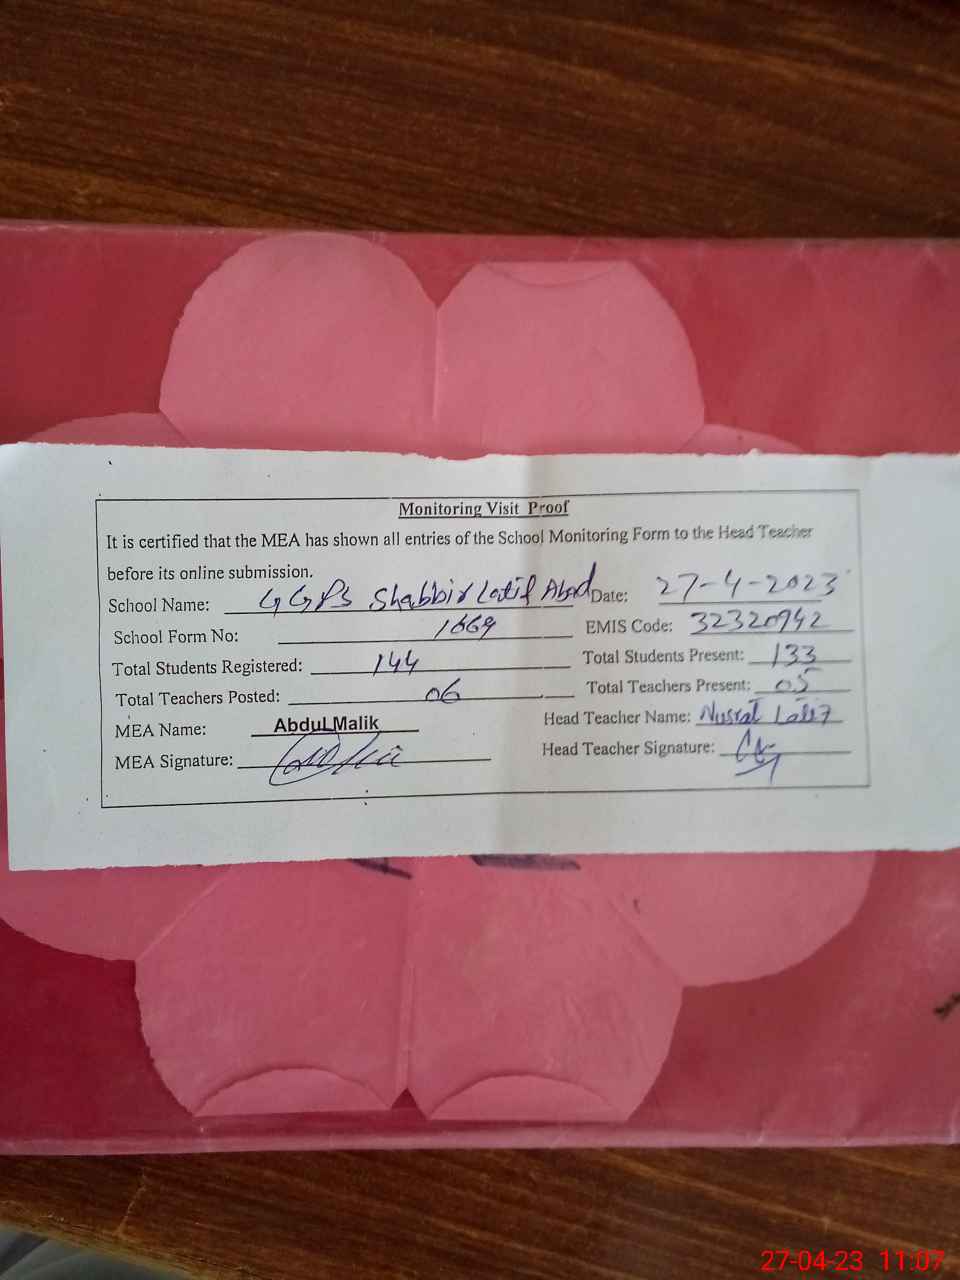 Monitoring Visit Proof
It is certified that the MEA has shown all entries of the School Monitoring Form to the Head Teacher
before its online submission.
School Name: GGPS Shabbir Latif Abad Date: 27-4-2023
School Form No: 1669 EMIS Code: 32320942
Total Students Registered: 144 Total Students Present: 133
Total Teachers Posted: 06 Total Teachers Present: 05
MEA Name: Abdul Malik Head Teacher Name: Nusrat
MEA Signature: Head Teacher Signature:
27-04-23 11:07